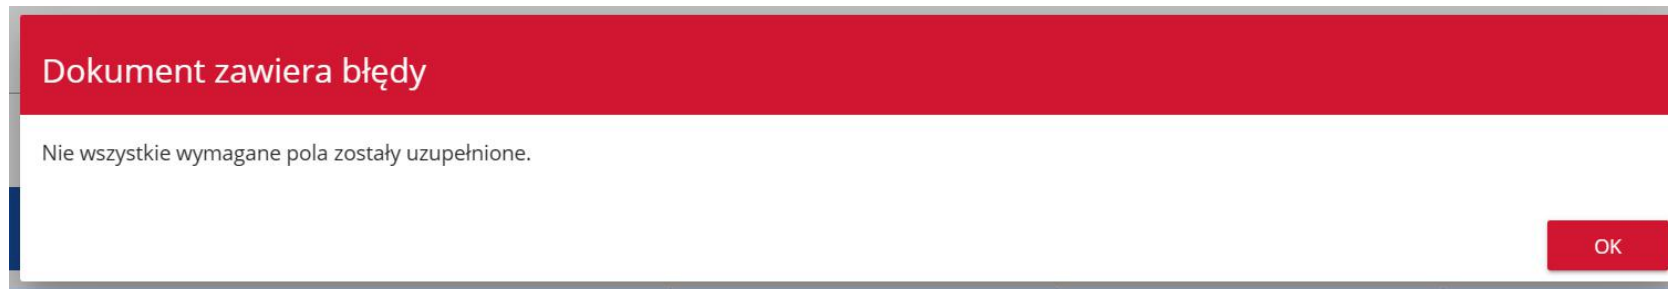 Dokument zawiera błędy
Nie wszystkie wymagane pola zostały uzupełnione.
OK